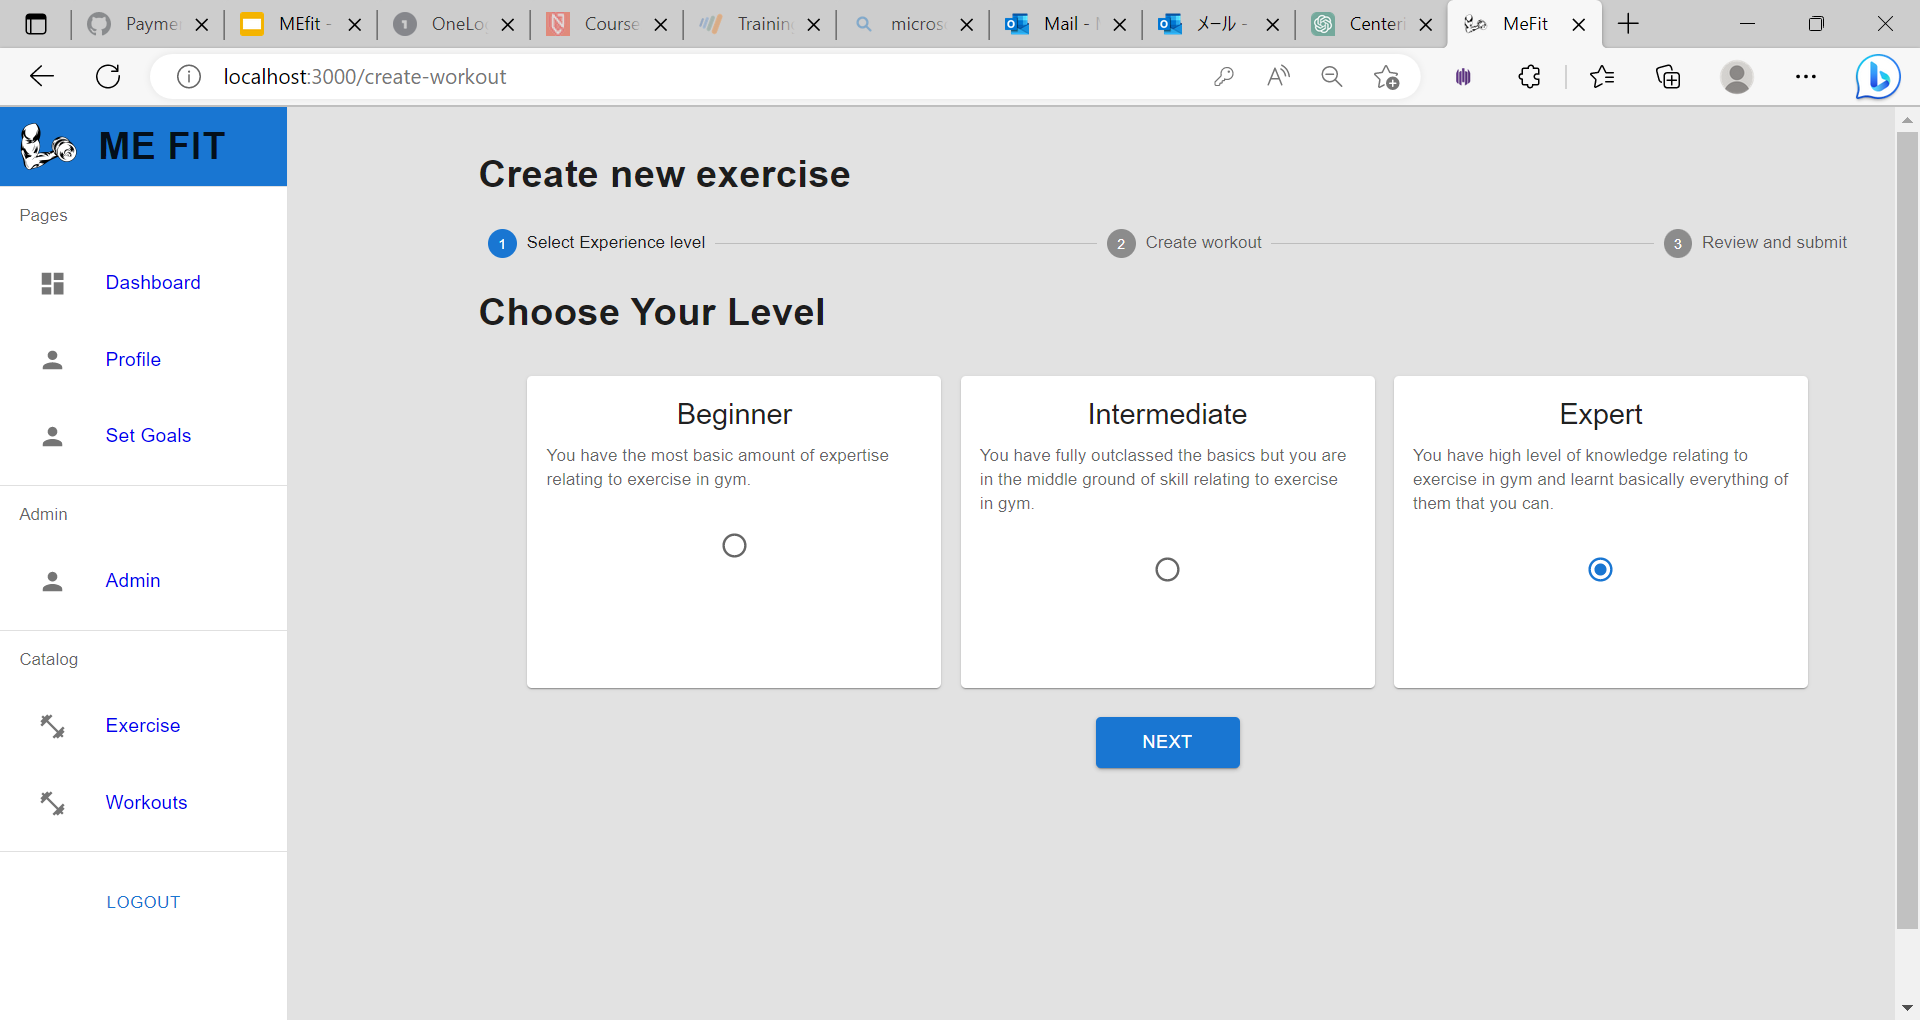 Payme
MEfit -
1 OneLo
Course
Training
micros
Mail -
メール -
Centeri
MeFit
localhost:3000/create-workout
ME FIT
Pages
Dashboard
Profile
Set Goals
Admin
Admin
Catalog
Exercise
Workouts
LOGOUT
Create new exercise
1 Select Experience level
2 Create workout
3 Review and submit
Choose Your Level
Beginner
You have the most basic amount of expertise
relating to exercise in gym.
Intermediate
You have fully outclassed the basics but you are
in the middle ground of skill relating to exercise
in gym.
Expert
You have high level of knowledge relating to
exercise in gym and learnt basically everything of
them that you can.
NEXT